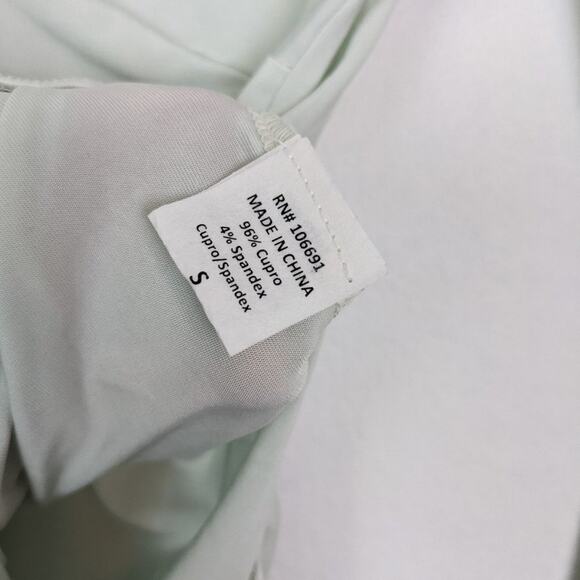 RN# 106691
MADE IN CHINA
96% Cupro
4% Spandex
Cupro/Spandex
S